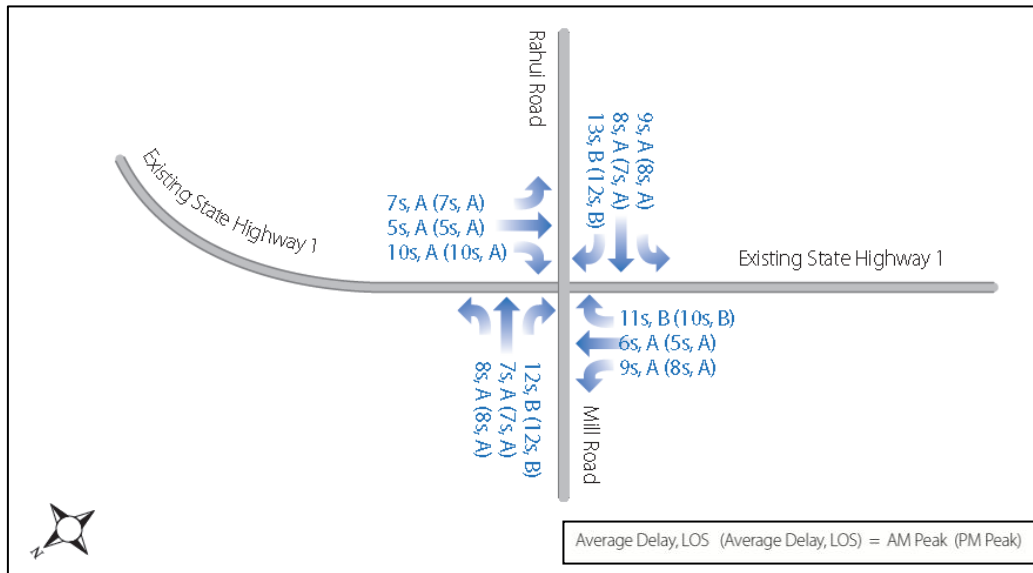 Rahui Road
9s, A (8s, A)
8s, A (7s, A)
13s, B (12s, B)
Existing State Highway 1
7s, A (7s, A)
5s, A (5s, A)
10s, A (10s, A)
Existing State Highway 1
11s, B (10s, B)
6s, A (5s, A)
9s, A (8s, A)
12s, B (12s, B)
7s, A (7s, A)
8s, A (8s, A)
Mill Road
N
Average Delay, LOS (Average Delay, LOS) = AM Peak (PM Peak)